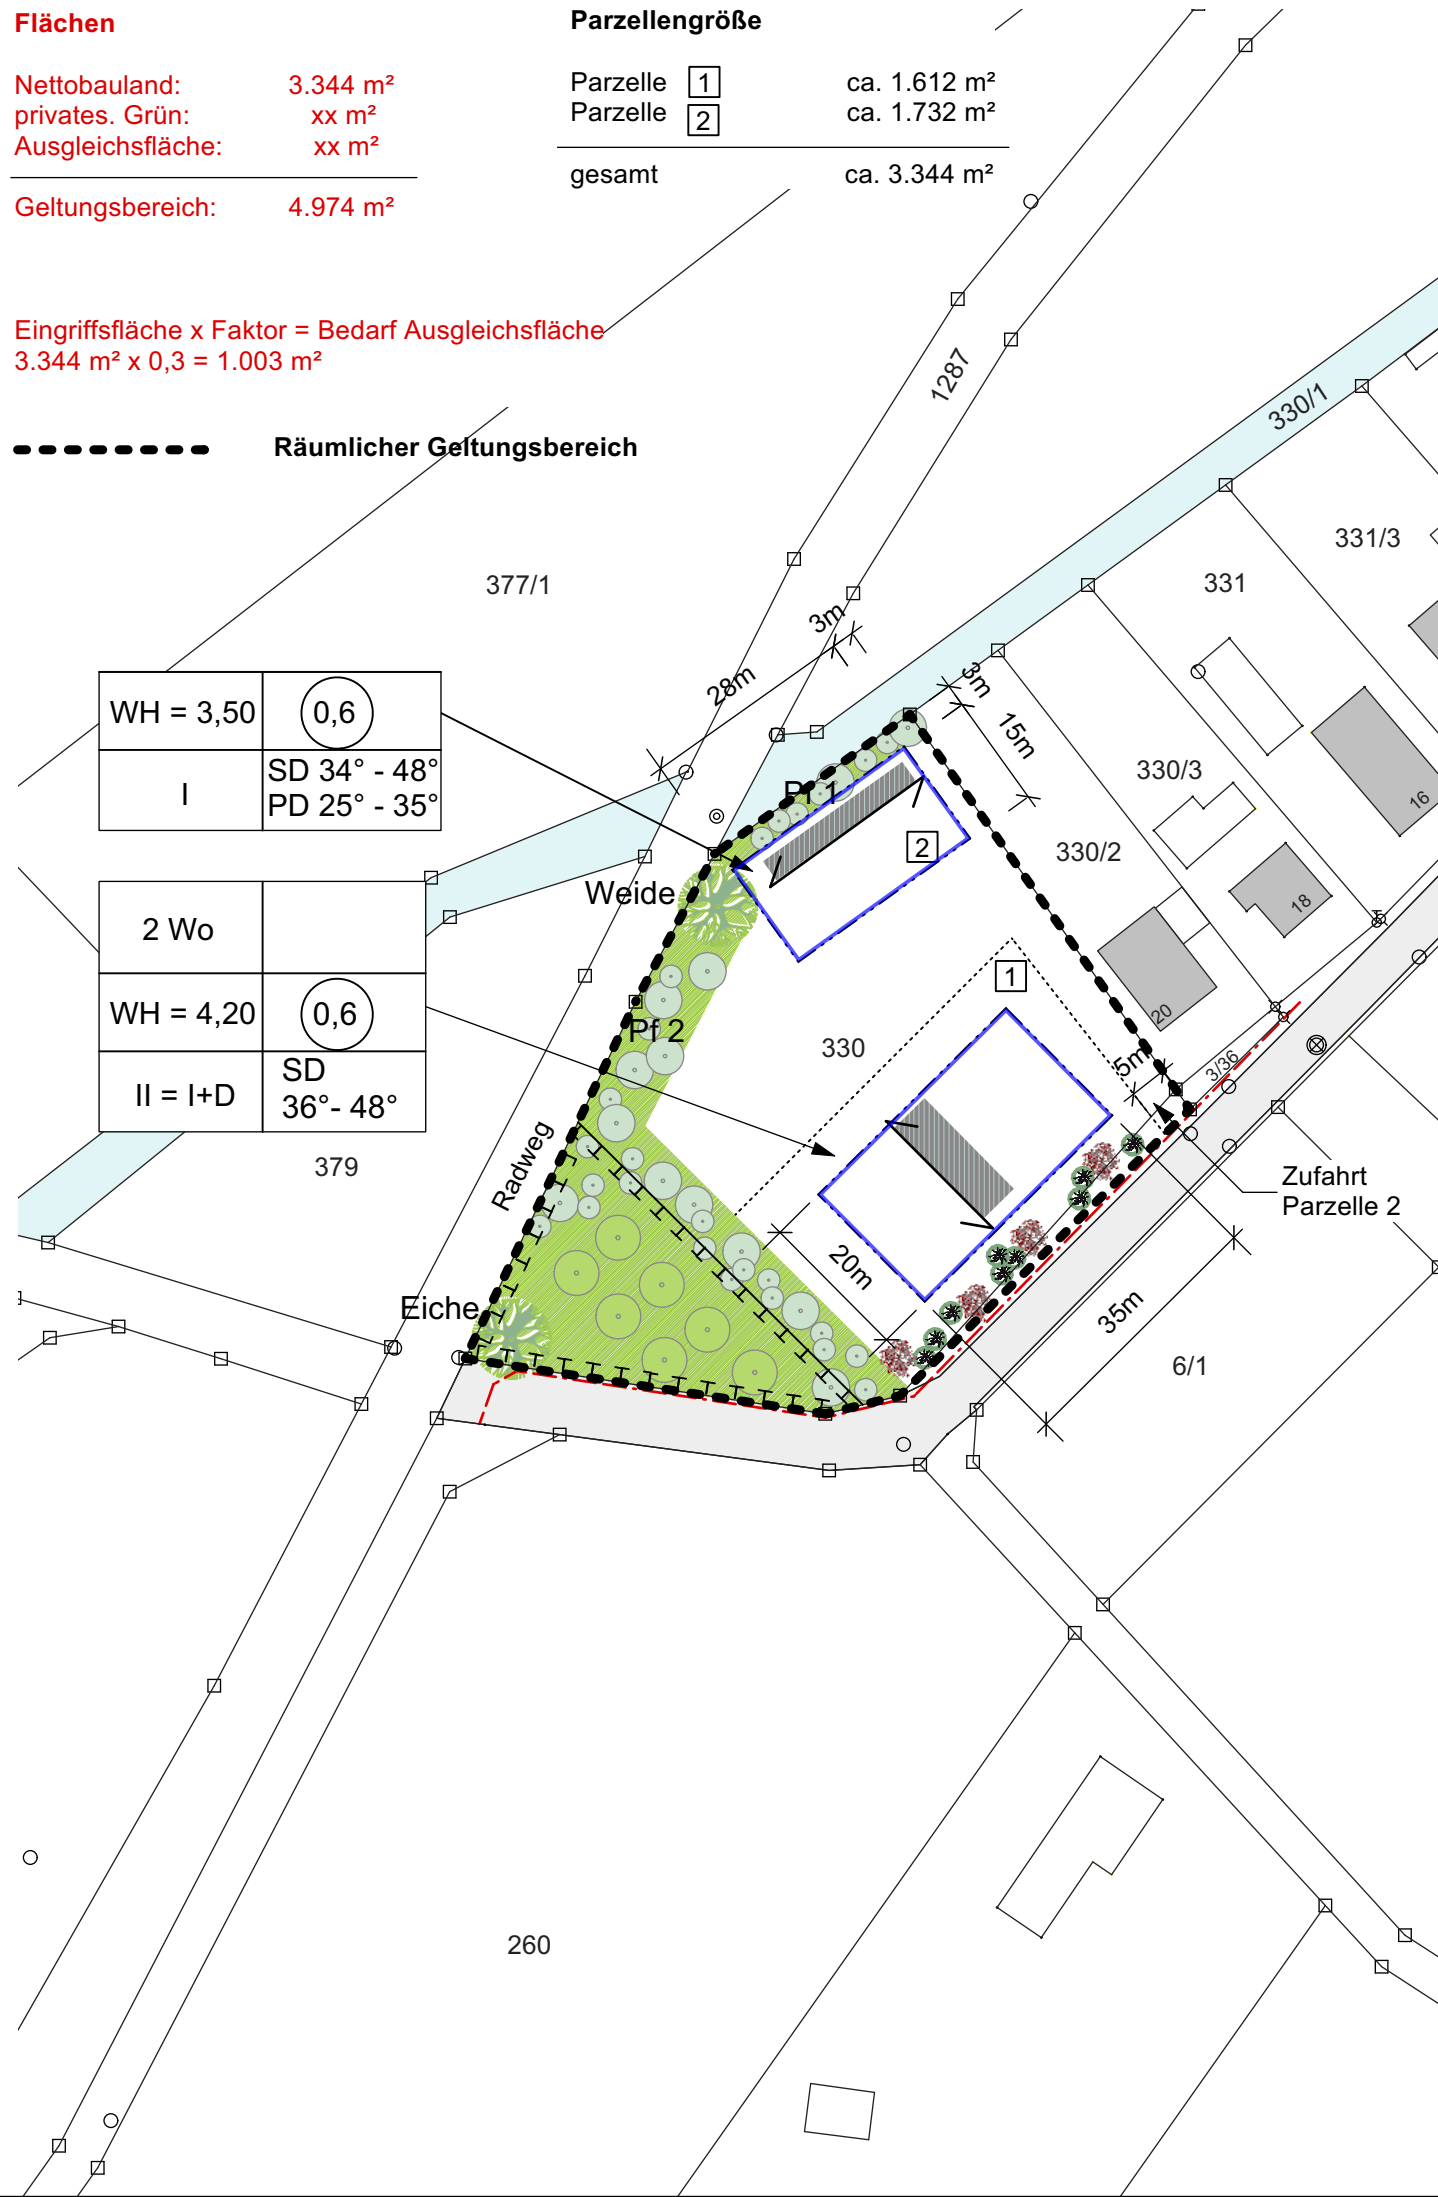 Flächen
Nettobauland: 3.344 m²
privates. Grün: xx m²
Ausgleichsfläche: xx m²
Geltungsbereich: 4.974 m²
Parzellengröße
Parzelle 1 ca. 1.612 m²
Parzelle 2 ca. 1.732 m²
gesamt ca. 3.344 m²
Eingriffsfläche x Faktor = Bedarf Ausgleichsfläche
3.344 m² x 0,3 = 1.003 m²
Räumlicher Geltungsbereich
1287
330/1
331/3
331
377/1
3m
28m
3m
15m
330/3
16
WH = 3,50 0,6
I
SD 34° - 48°
PD 25° - 35°
Pf 1
2
330/2
18
Weide
2 Wo
WH = 4,20 0,6
II = I+D
SD
36°- 48°
1
20
Pf 2
330
5m
3/36
379
Radweg
Zufahrt
Parzelle 2
20m
Eiche
35m
6/1
260